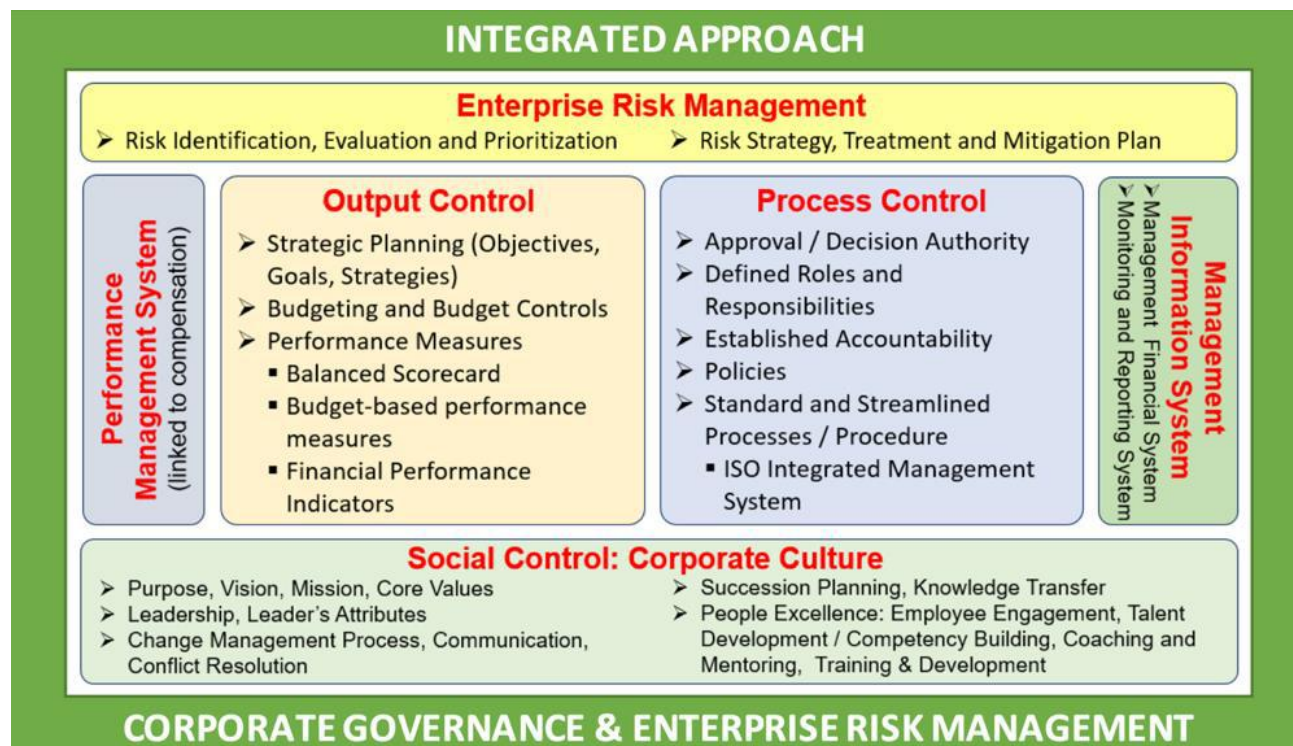 INTEGRATED APPROACH
Enterprise Risk Management
➢ Risk Identification, Evaluation and Prioritization
➢ Risk Strategy, Treatment and Mitigation Plan
Performance
Management System
(linked to compensation)
Output Control
➢ Strategic Planning (Objectives,
Goals, Strategies)
➢ Budgeting and Budget Controls
➢ Performance Measures
▪ Balanced Scorecard
▪ Budget-based performance
measures
▪ Financial Performance
Indicators
Process Control
➢ Approval / Decision Authority
➢ Defined Roles and
Responsibilities
➢ Established Accountability
➢ Policies
➢ Standard and Streamlined
Processes / Procedure
▪ ISO Integrated Management
System
Management
Information System
➢ Management Financial System
➢ Monitoring and Reporting System
Social Control: Corporate Culture
➢ Purpose, Vision, Mission, Core Values
➢ Leadership, Leader's Attributes
➢ Change Management Process, Communication,
Conflict Resolution
➢ Succession Planning, Knowledge Transfer
➢ People Excellence: Employee Engagement, Talent
Development / Competency Building, Coaching and
Mentoring, Training & Development
CORPORATE GOVERNANCE & ENTERPRISE RISK MANAGEMENT